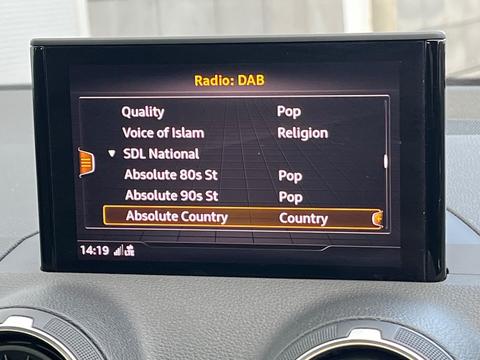 Radio: DAB
Quality Pop
Voice of Islam Religion
SDL National
Absolute 80s St Pop
Absolute 90s St Pop
Absolute Country Country
14:19 LTE